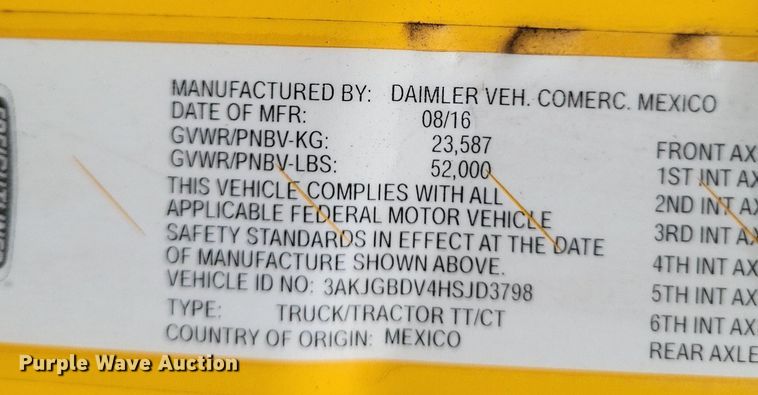 MANUFACTURED BY: DAIMLER VEH. COMERC. MEXICO
DATE OF MFR: 08/16
GVWR/PNBV-KG: 23,587
GVWR/PNBV-LBS: 52,000
THIS VEHICLE COMPLIES WITH ALL
APPLICABLE FEDERAL MOTOR VEHICLE
SAFETY STANDARDS IN EFFECT AT THE DATE
OF MANUFACTURE SHOWN ABOVE.
VEHICLE ID NO: 3AKJGBDV4HSJD3798
TYPE: TRUCK/TRACTOR TT/CT
COUNTRY OF ORIGIN: MEXICO
FRONT AX
1ST INT AX
2ND INT AX
3RD INT AX
4TH INT AX
5TH INT AX
6TH INT AX
REAR AXLE
Purple Wave Auction